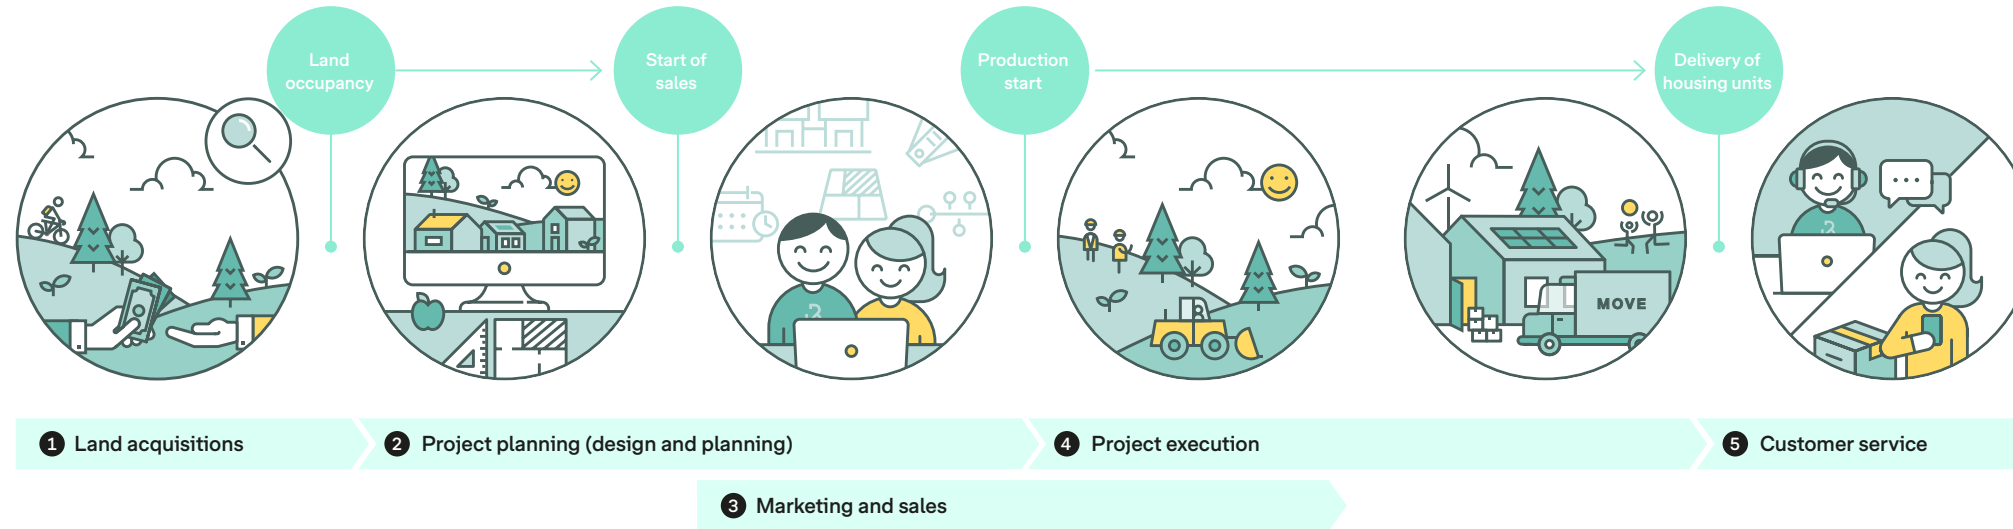 Land
occupancy
Start of
sales
Production
start
Delivery of
housing units
MOVE
1 Land acquisitions
2 Project planning (design and planning)
4 Project execution
5 Customer service
3 Marketing and sales